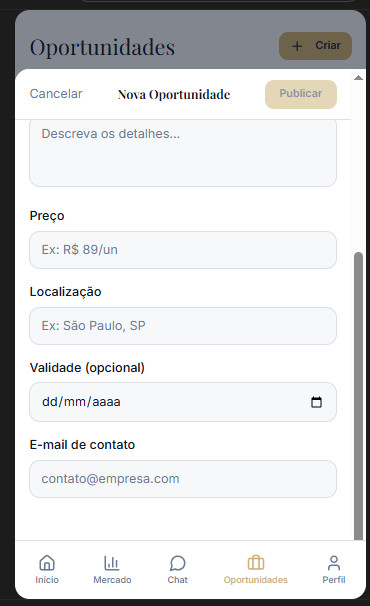 Oportunidades
+ Criar
Cancelar
Nova Oportunidade
Publicar
Descreva os detalhes...
Preço
Ex: R$ 89/un
Localização
Ex: São Paulo, SP
Validade (opcional)
dd/mm/aaaa
E-mail de contato
contato@empresa.com
Início
Mercado
Chat
Oportunidades
Perfil